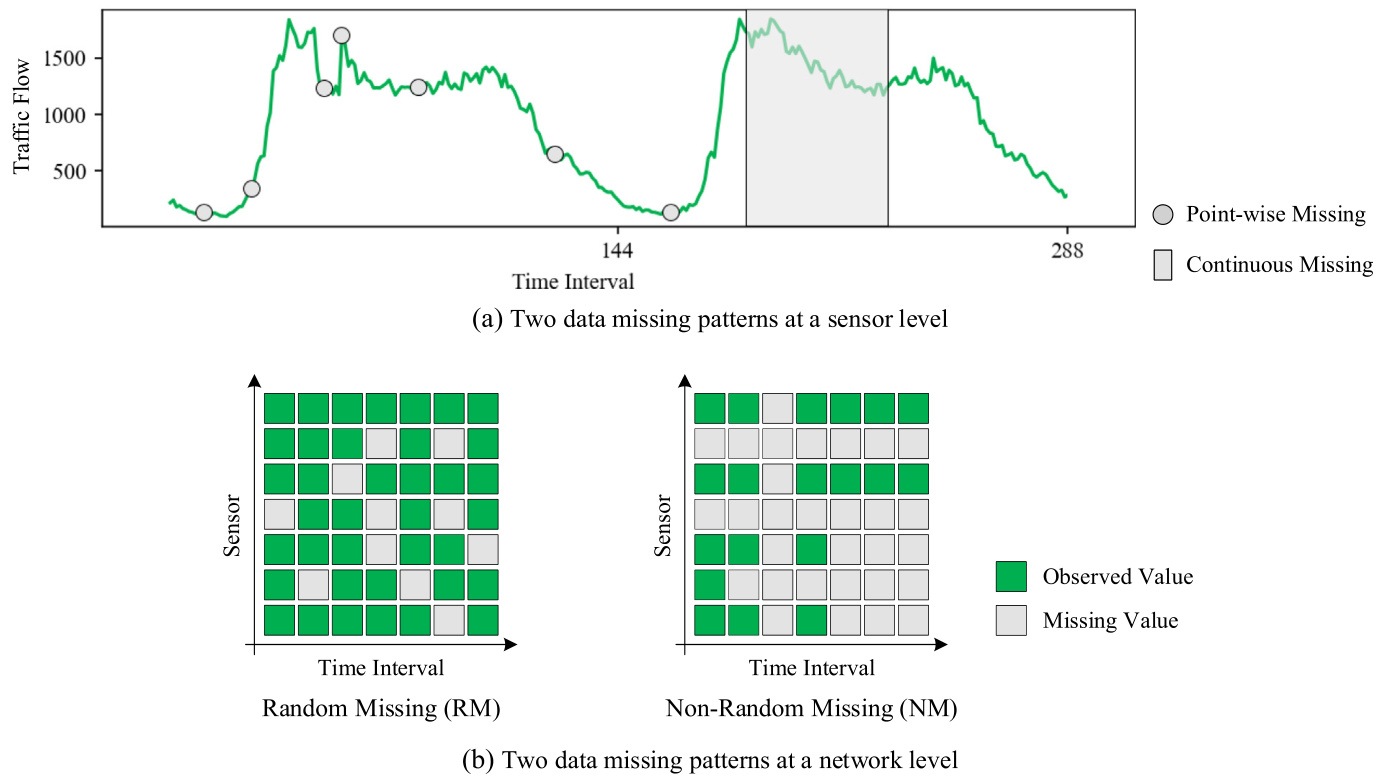 1500
1000
500
Traffic Flow
144
288
Time Interval
Point-wise Missing
Continuous Missing
(a) Two data missing patterns at a sensor level
Sensor
Time Interval
Random Missing (RM)
Sensor
Time Interval
Non-Random Missing (NM)
Observed Value
Missing Value
(b) Two data missing patterns at a network level